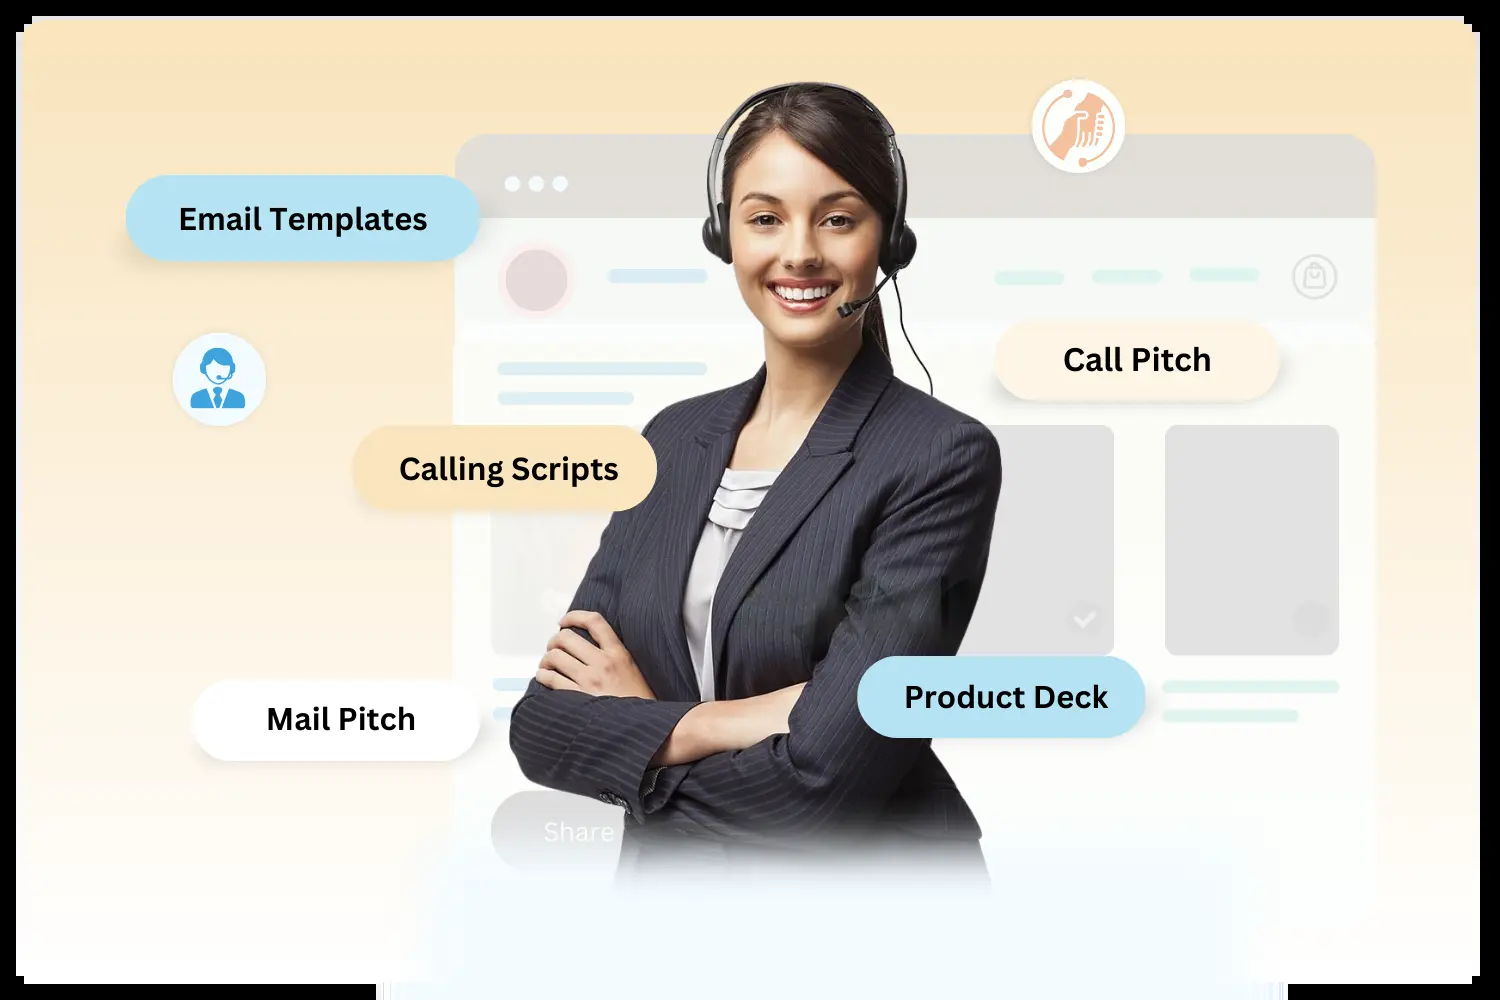 Email Templates
Call Pitch
Calling Scripts
Product Deck
Mail Pitch
Share